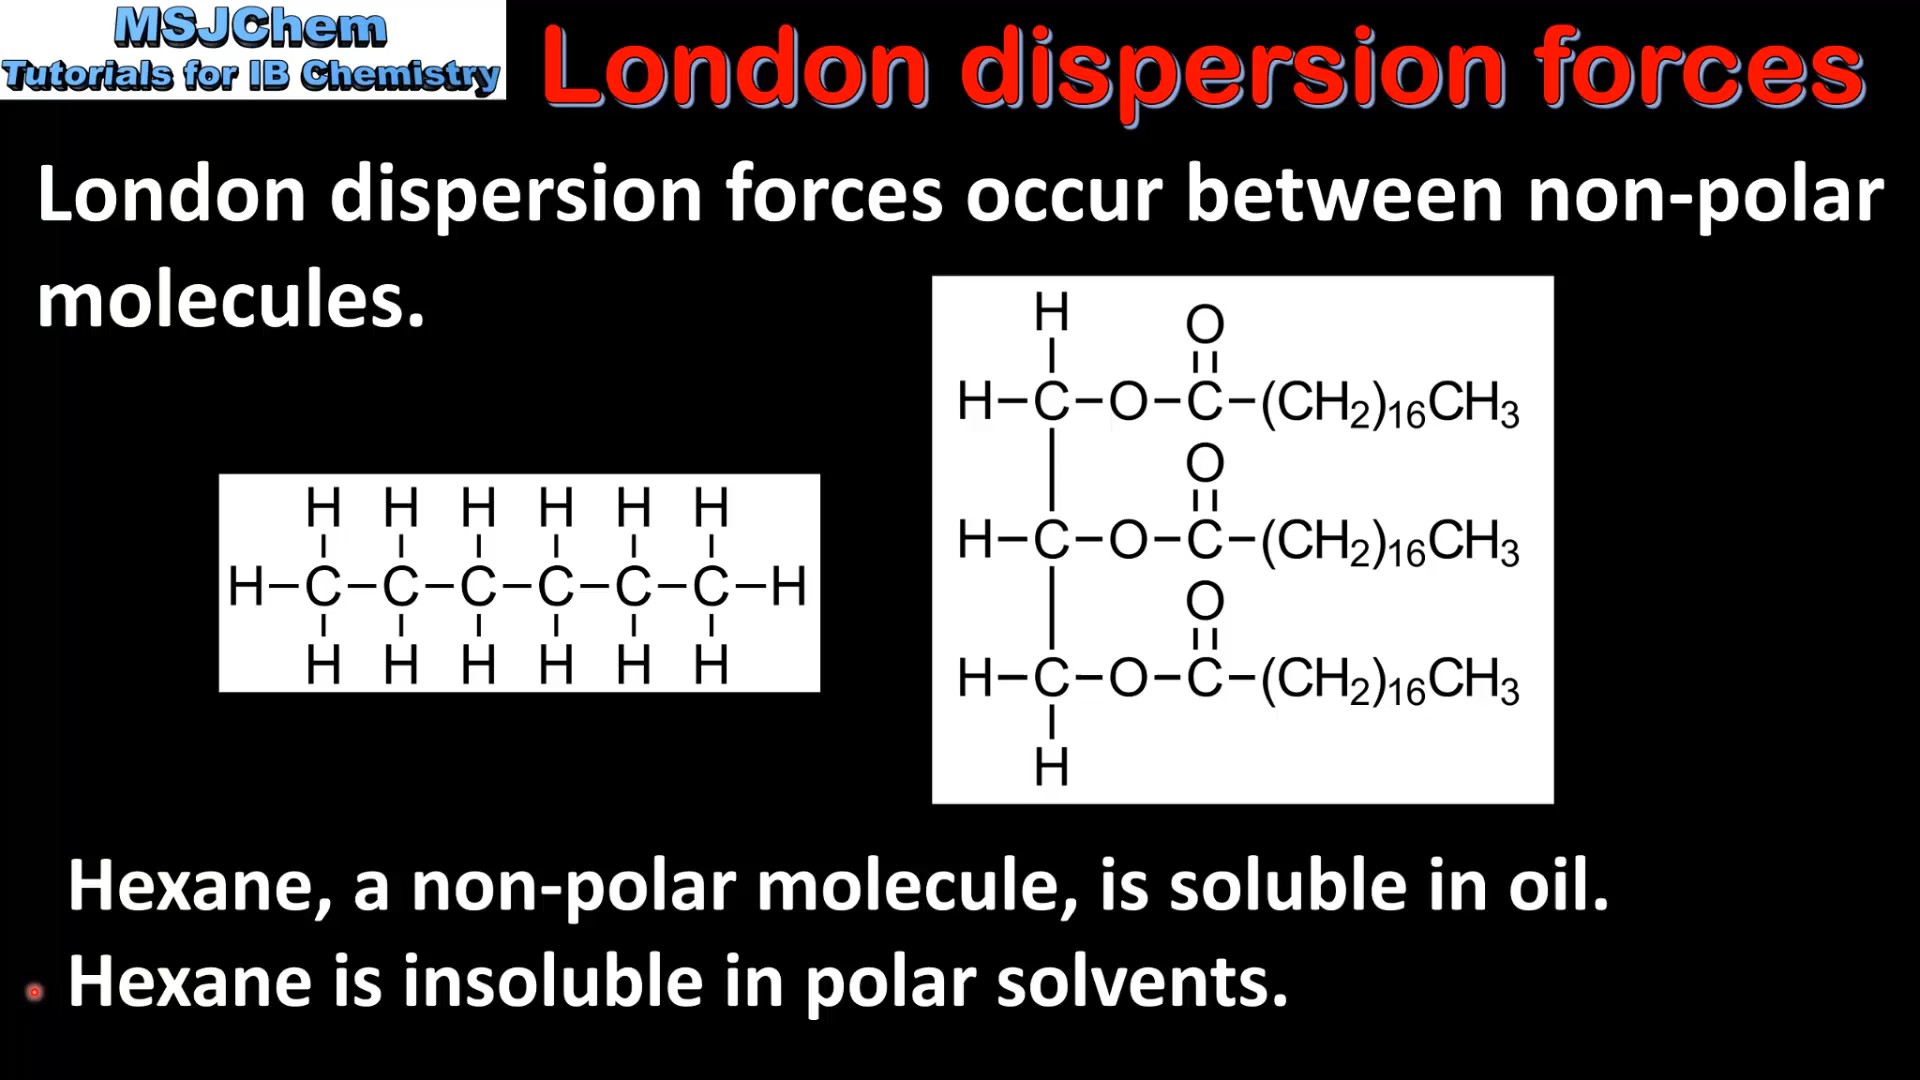 MSJChem
Tutorials for IB Chemistry
London dispersion forces
London dispersion forces occur between non-polar
molecules.
H H H H H H
H–C–C–C–C–C–C–H
H H H H H H
H O
H–C–O–C–(CH₂)₁₆CH₃
O
H–C–O–C–(CH₂)₁₆CH₃
O
H–C–O–C–(CH₂)₁₆CH₃
H
Hexane, a non-polar molecule, is soluble in oil.
Hexane is insoluble in polar solvents.